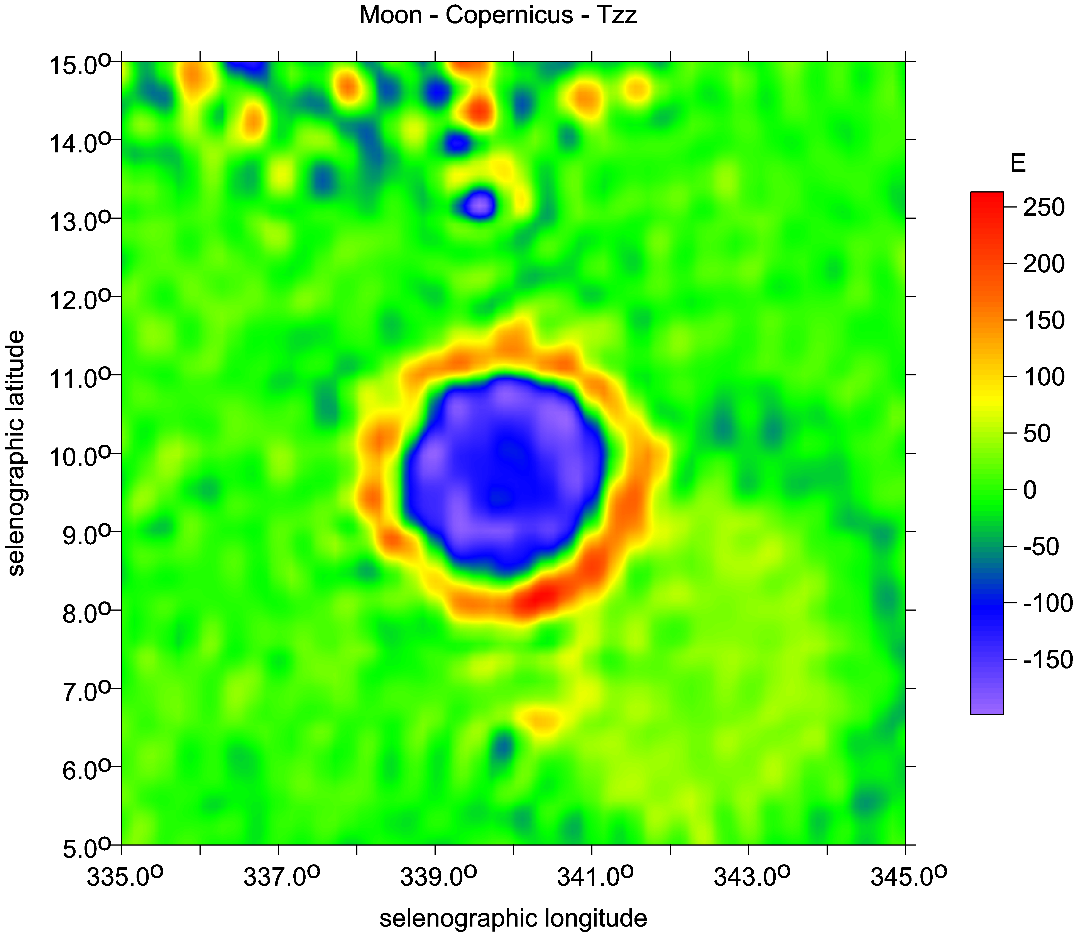 Moon - Copernicus - Tzz
15.0º
14.0º
13.0º
12.0º
11.0º
10.0º
9.0º
8.0º
7.0º
6.0º
5.0º
selenographic latitude
335.0º 337.0º 339.0º 341.0º 343.0º 345.0º
selenographic longitude
E
250
200
150
100
50
0
-50
-100
-150